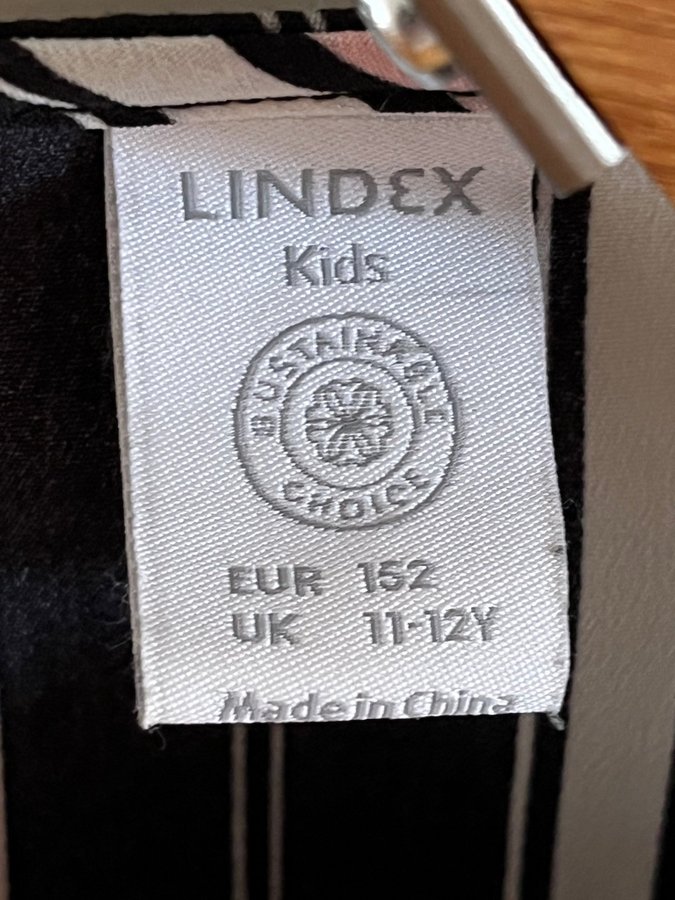 LINDEX
Kids
SUSTAINABLE
CHOICE
EUR 152
UK 11-12Y
Made in China